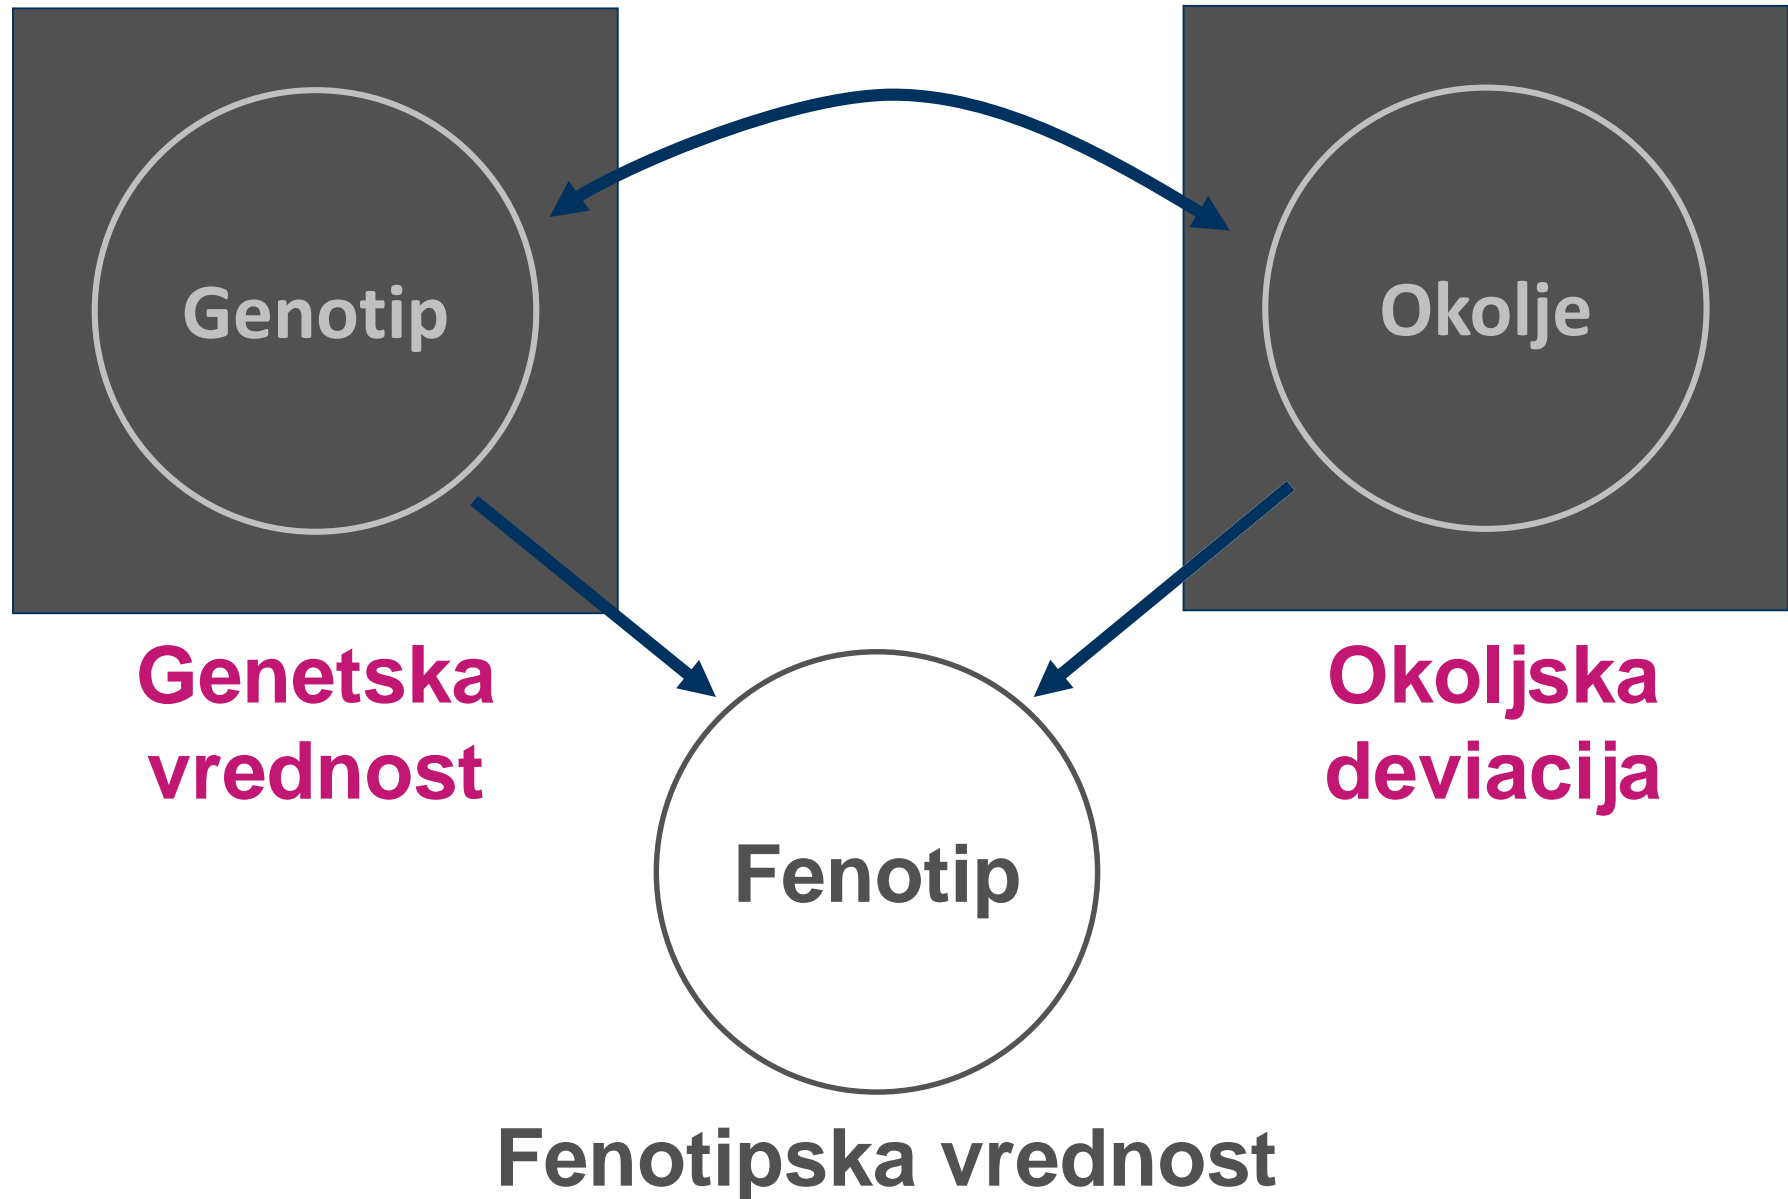 Genotip
Okolje
Genetska
vrednost
Okoljska
deviacija
Fenotip
Fenotipska vrednost